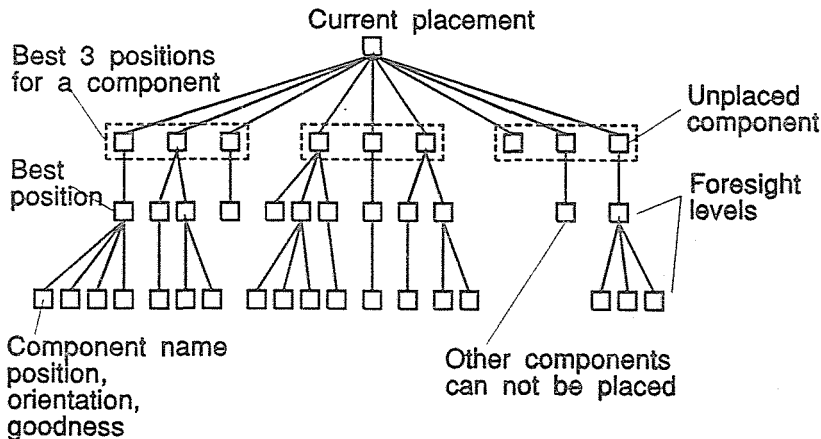 Current placement
Best 3 positions
for a component
Unplaced
component
Best
position
Foresight
levels
Component name
position,
orientation,
goodness
Other components
can not be placed